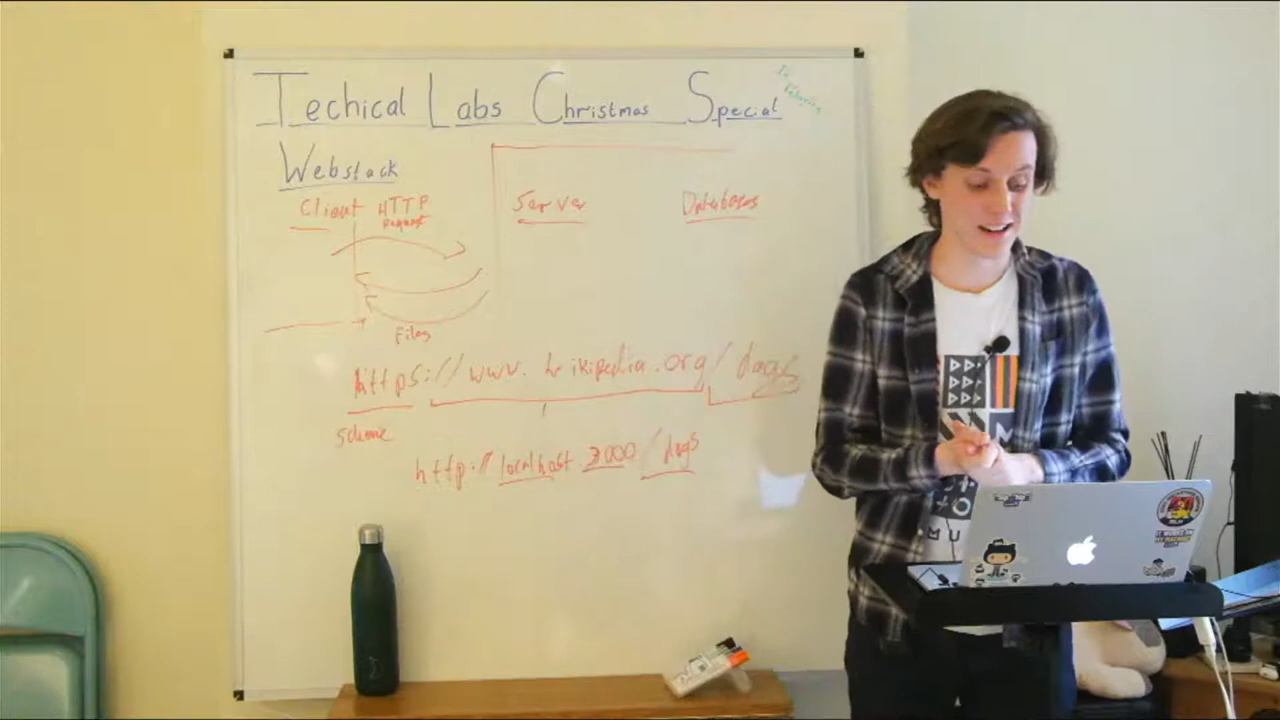 Techical Labs Christmas Special
Webstack
Client HTTP Request
Server
Databases
Files
https://www.wikipedia.org/dogs
scheme
http://localhost 3000/dogs
MU